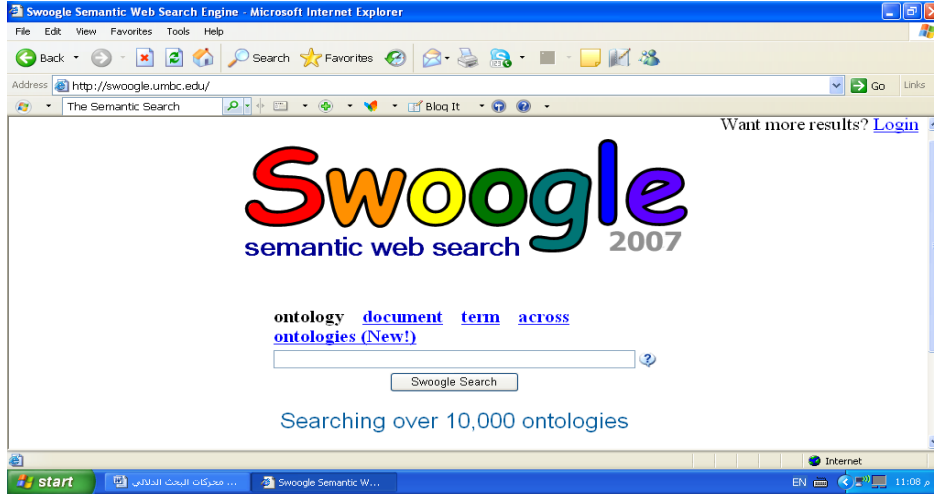 Swoogle Semantic Web Search Engine - Microsoft Internet Explorer
File Edit View Favorites Tools Help
Back Search Favorites
Address http://swoogle.umbc.edu/ Go Links
The Semantic Search Blog It
Want more results? Login
Swoogle
semantic web search 2007
ontology document term across
ontologies (New!)
Swoogle Search
Searching over 10,000 ontologies
Internet
start محركات البحث الدلالي ... Swoogle Semantic W... EN 11:08 م